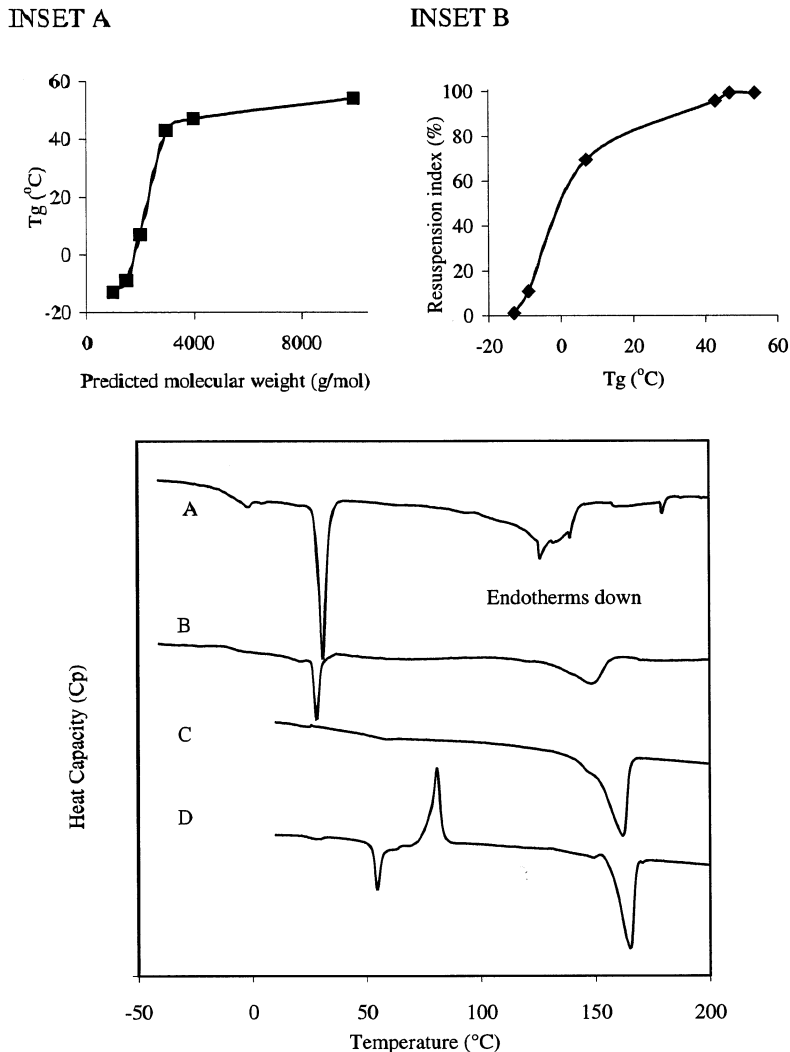 INSET A
INSET B
60
40
20
0
-20
Tg (°C)
0
4000
8000
Predicted molecular weight (g/mol)
100
80
60
40
20
0
Resuspension index (%)
-20
0
20
40
60
Tg (°C)
A
Endotherms down
B
C
D
Heat Capacity (Cp)
-50
0
50
100
150
200
Temperature (°C)